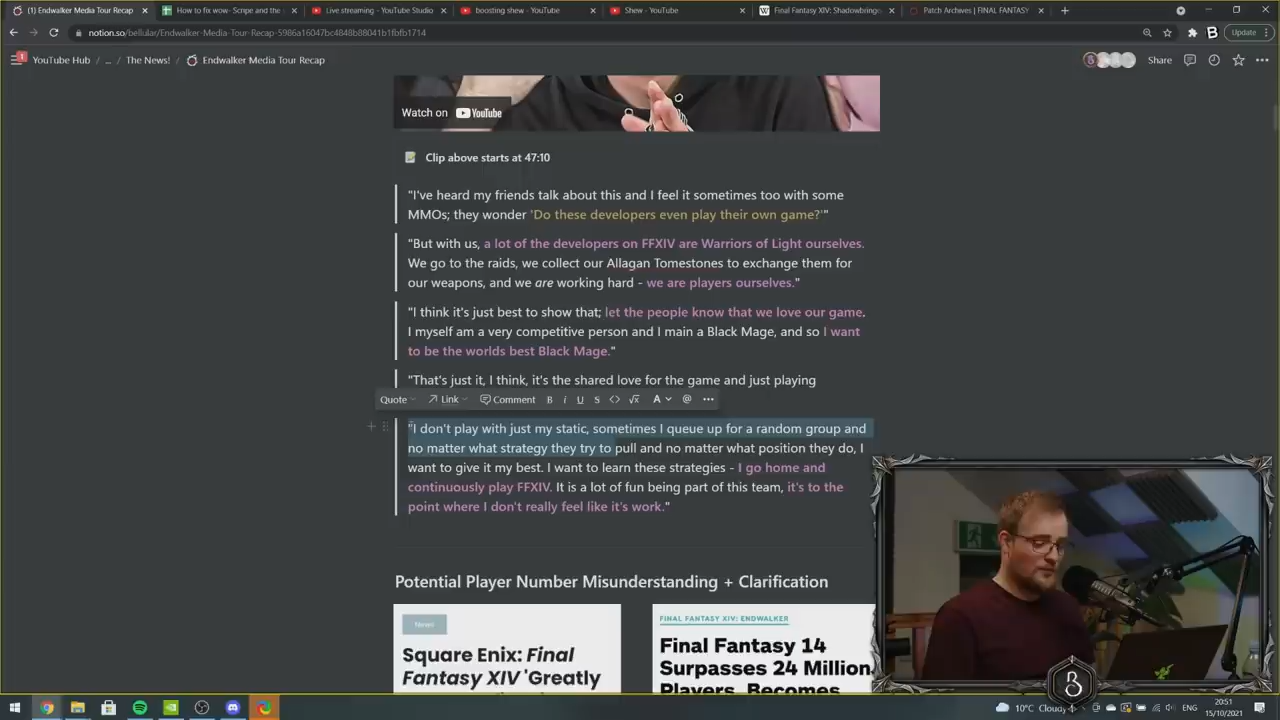 (1) Endwalker Media Tour Recap
How to fix wow- Scripe and the s
Live streaming - YouTube Studio
boosting shew - YouTube
Shew - YouTube
Final Fantasy XIV: Shadowbring
Patch Archives | FINAL FANTASY
notion.so/bellular/Endwalker-Media-Tour-Recap-5986a16047bc4848b88041b1fbfb1714
Update
1
YouTube Hub / ... / The News! / Endwalker Media Tour Recap
Share
Watch on YouTube
Clip above starts at 47:10
"I've heard my friends talk about this and I feel it sometimes too with some
MMOs; they wonder 'Do these developers even play their own game?'"
"But with us, a lot of the developers on FFXIV are Warriors of Light ourselves.
We go to the raids, we collect our Allagan Tomestones to exchange them for
our weapons, and we are working hard - we are players ourselves."
"I think it's just best to show that; let the people know that we love our game.
I myself am a very competitive person and I main a Black Mage, and so I want
to be the worlds best Black Mage."
"That's just it, I think, it's the shared love for the game and just playing
Quote Link Comment B i U S <> √x A @ •••
"I don't play with just my static, sometimes I queue up for a random group and
no matter what strategy they try to pull and no matter what position they do, I
want to give it my best. I want to learn these strategies - I go home and
continuously play FFXIV. It is a lot of fun being part of this team, it's to the
point where I don't really feel like it's work."
Potential Player Number Misunderstanding + Clarification
News
Square Enix: Final
Fantasy XIV 'Greatly
FINAL FANTASY XIV: ENDWALKER
Final Fantasy 14
Surpasses 24 Million
Players, Becomes
B
10°C Cloudy
ENG
20:51
15/10/2021